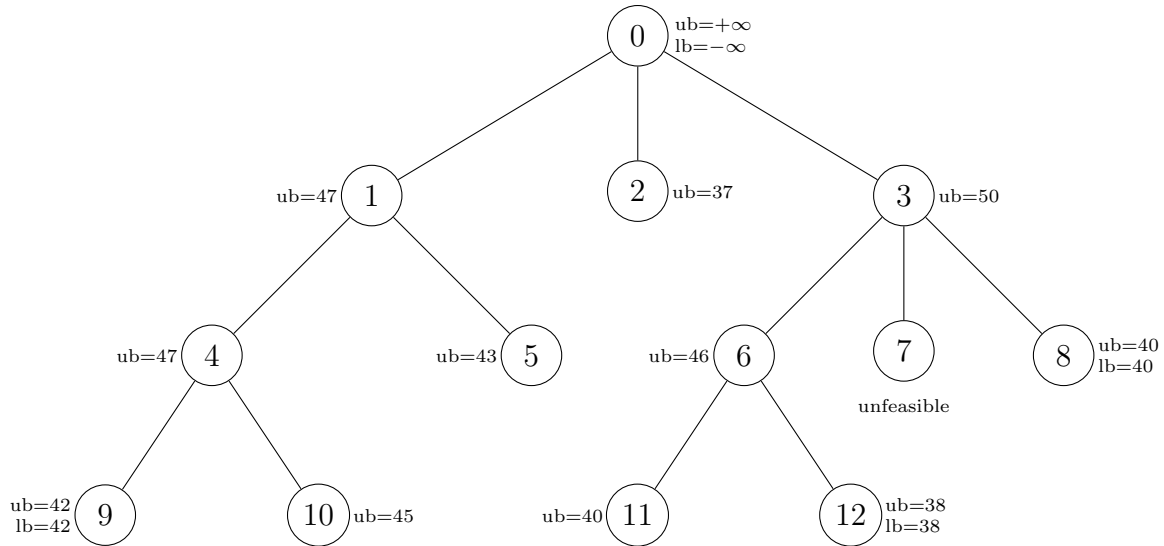 0
ub=+∞
lb=−∞
ub=47
1
2
ub=37
3
ub=50
ub=47
4
ub=43
5
ub=46
6
7
unfeasible
8
ub=40
lb=40
ub=42
lb=42
9
10
ub=45
ub=40
11
12
ub=38
lb=38